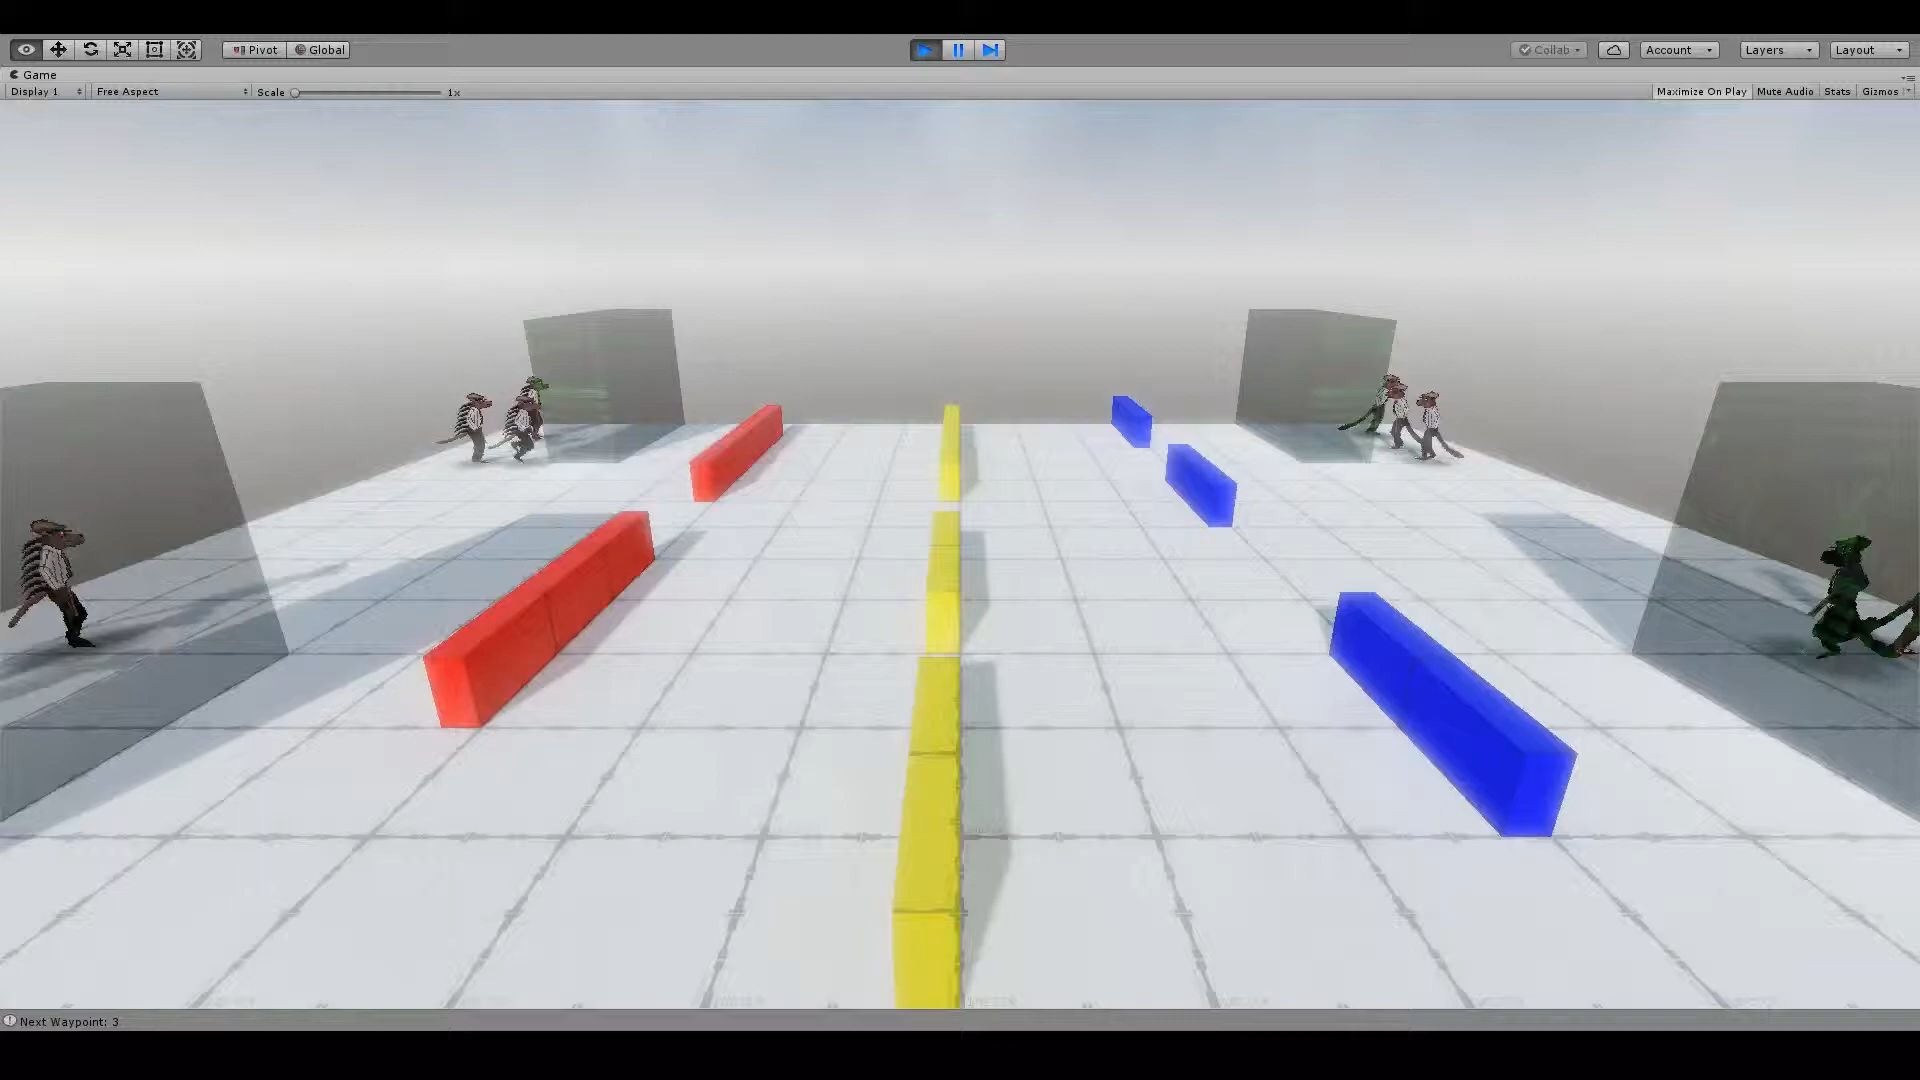 Pivot Global Collab Account Layers Layout
Game
Display 1 Free Aspect Scale 1x Maximize On Play Mute Audio Stats Gizmos
Next Waypoint: 3